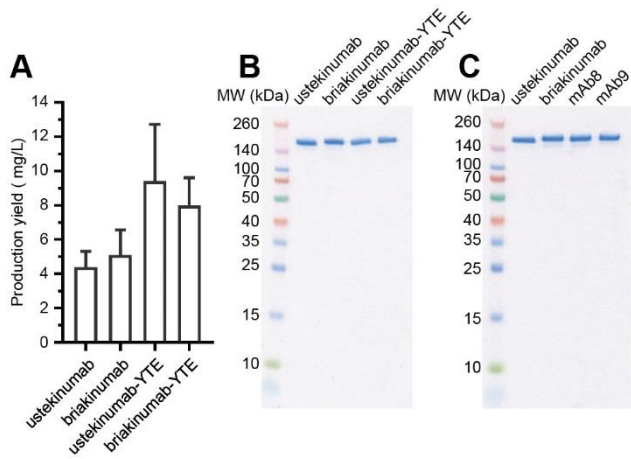 A
Production yield ( mg/L)
14
12
10
8
6
4
2
0
ustekinumab
briakinumab
ustekinumab-YTE
briakinumab-YTE
B
MW (kDa)
ustekinumab
briakinumab
ustekinumab-YTE
briakinumab-YTE
260
140
100
70
50
40
35
25
15
10
C
MW (kDa)
ustekinumab
briakinumab
mAb8
mAb9
260
140
100
70
50
40
35
25
15
10